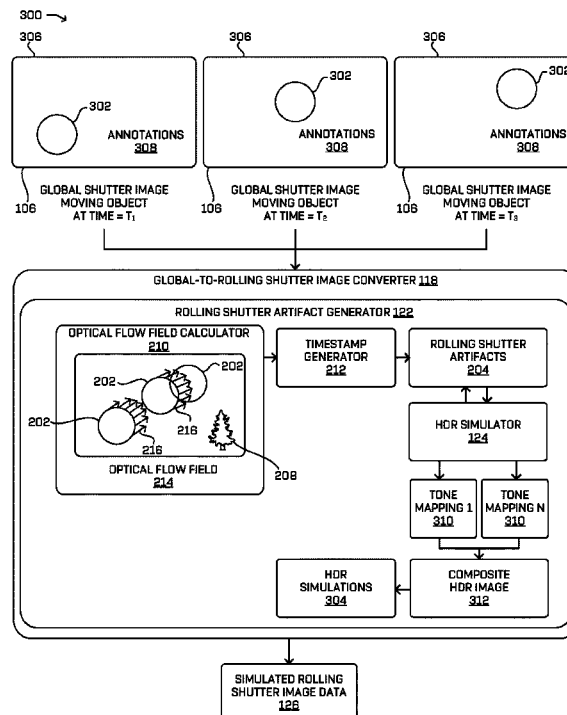 300
306
306
306
302
302
302
ANNOTATIONS
308
ANNOTATIONS
308
ANNOTATIONS
308
106
GLOBAL SHUTTER IMAGE
MOVING OBJECT
AT TIME = T₁
106
GLOBAL SHUTTER IMAGE
MOVING OBJECT
AT TIME = T₂
106
GLOBAL SHUTTER IMAGE
MOVING OBJECT
AT TIME = T₃
GLOBAL-TO-ROLLING SHUTTER IMAGE CONVERTER 118
ROLLING SHUTTER ARTIFACT GENERATOR 122
OPTICAL FLOW FIELD CALCULATOR
210
202
202
202
216
216
208
OPTICAL FLOW FIELD
214
TIMESTAMP
GENERATOR
212
ROLLING SHUTTER
ARTIFACTS
204
HDR SIMULATOR
124
TONE
MAPPING 1
310
TONE
MAPPING N
310
HDR
SIMULATIONS
304
COMPOSITE
HDR IMAGE
312
SIMULATED ROLLING
SHUTTER IMAGE DATA
126